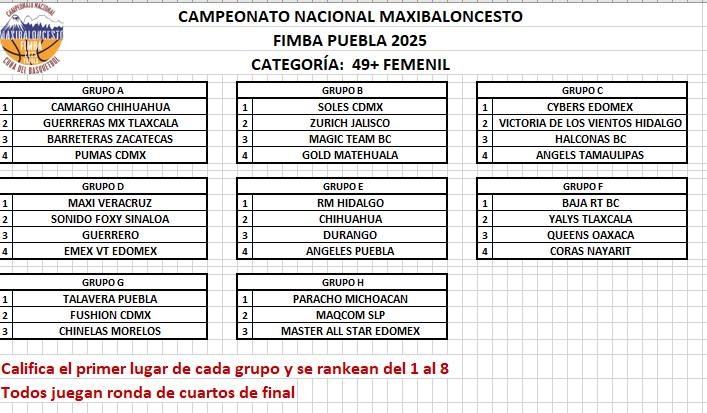 CAMPEONATO NACIONAL
MAXIBALONCESTO
FIMBA
CUNA DEL BASQUETBOL
CAMPEONATO NACIONAL MAXIBALONCESTO
FIMBA PUEBLA 2025
CATEGORÍA: 49+ FEMENIL
GRUPO A
1 CAMARGO CHIHUAHUA
2 GUERRERAS MX TLAXCALA
3 BARRETERAS ZACATECAS
4 PUMAS CDMX
GRUPO B
1 SOLES CDMX
2 ZURICH JALISCO
3 MAGIC TEAM BC
4 GOLD MATEHUALA
GRUPO C
1 CYBERS EDOMEX
2 VICTORIA DE LOS VIENTOS HIDALGO
3 HALCONAS BC
4 ANGELS TAMAULIPAS
GRUPO D
1 MAXI VERACRUZ
2 SONIDO FOXY SINALOA
3 GUERRERO
4 EMEX VT EDOMEX
GRUPO E
1 RM HIDALGO
2 CHIHUAHUA
3 DURANGO
4 ANGELES PUEBLA
GRUPO F
1 BAJA RT BC
2 YALYS TLAXCALA
3 QUEENS OAXACA
4 CORAS NAYARIT
GRUPO G
1 TALAVERA PUEBLA
2 FUSHION CDMX
3 CHINELAS MORELOS
GRUPO H
1 PARACHO MICHOACAN
2 MAQCOM SLP
3 MASTER ALL STAR EDOMEX
Califica el primer lugar de cada grupo y se rankean del 1 al 8
Todos juegan ronda de cuartos de final